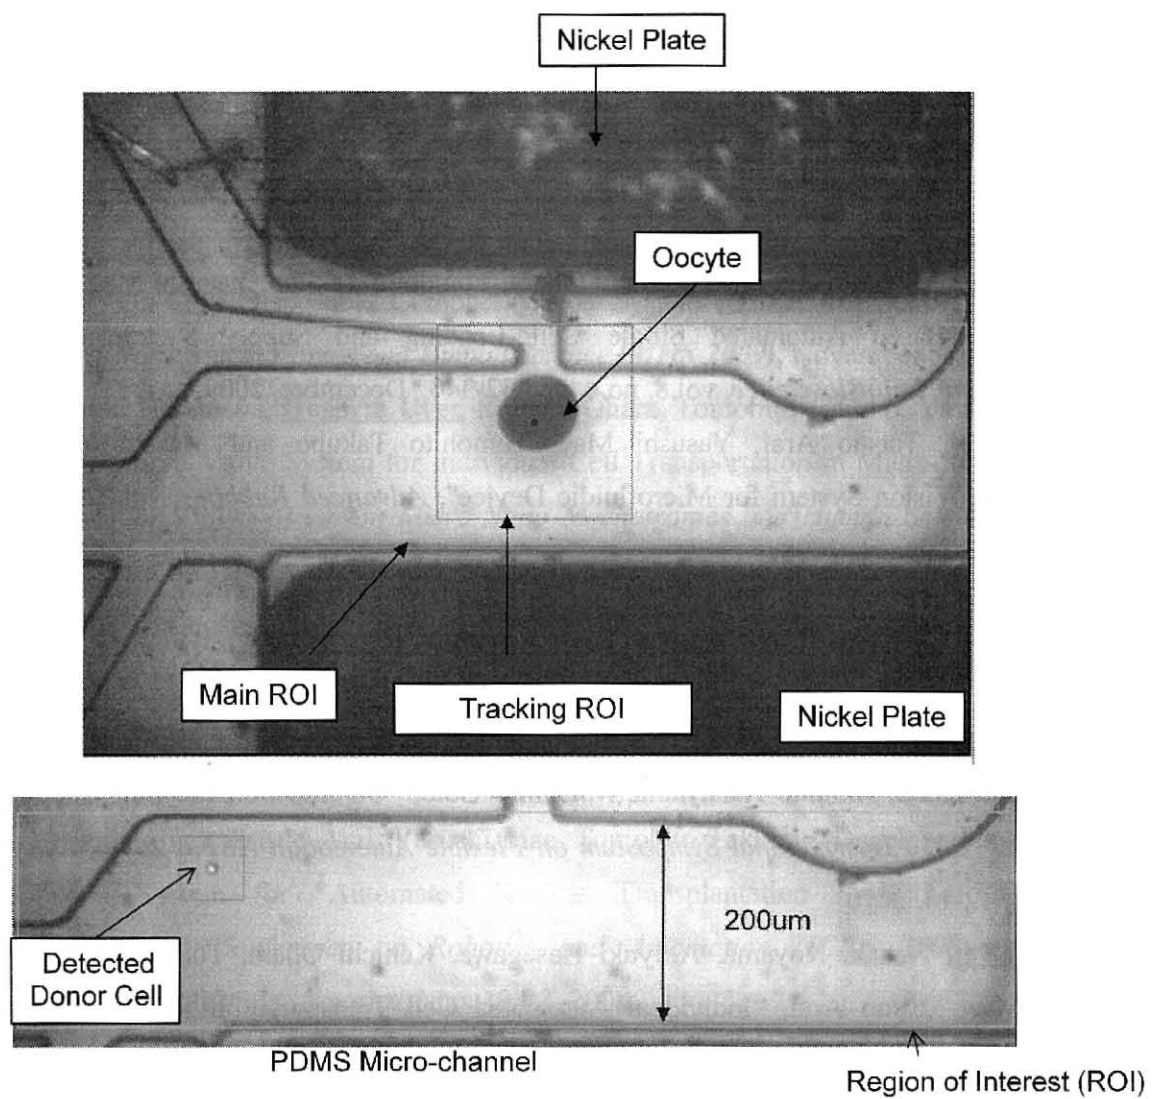 Nickel Plate
Oocyte
Main ROI
Tracking ROI
Nickel Plate
Detected
Donor Cell
200um
PDMS Micro-channel
Region of Interest (ROI)